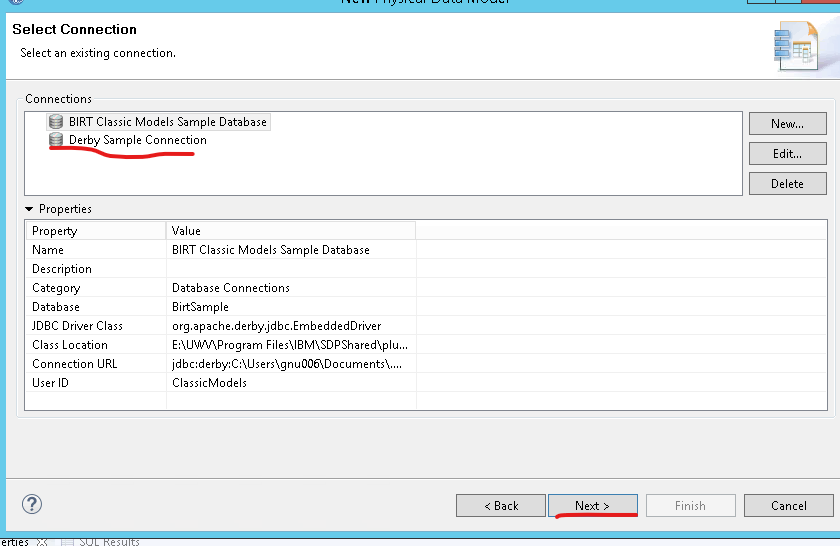 New Physical Data Model
Select Connection
Select an existing connection.
Connections
BIRT Classic Models Sample Database
Derby Sample Connection
New...
Edit...
Delete
Properties
Property Value
Name BIRT Classic Models Sample Database
Description
Category Database Connections
Database BirtSample
JDBC Driver Class org.apache.derby.jdbc.EmbeddedDriver
Class Location E:\UWV\Program Files\IBM\SDPShared\plu...
Connection URL jdbc:derby:C:\Users\gnu006\Documents\....
User ID ClassicModels
?
< Back Next > Finish Cancel
erties SQL Results